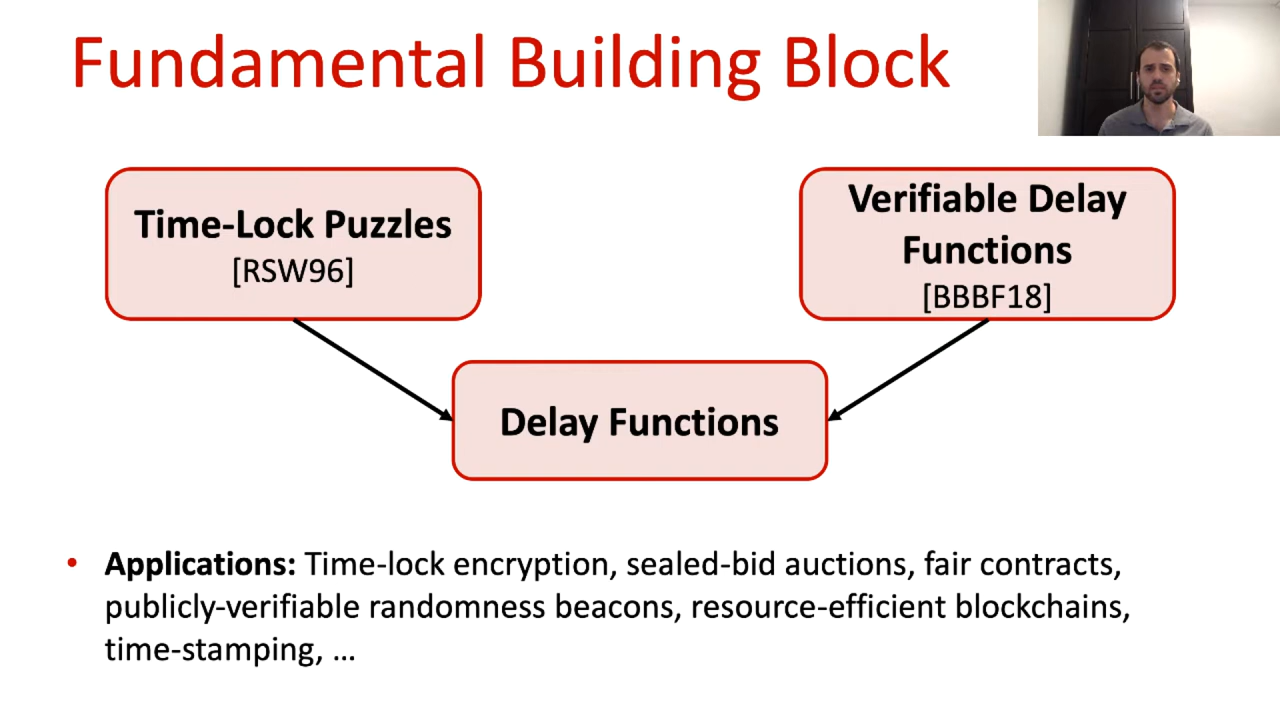 Fundamental Building Block
Time-Lock Puzzles
[RSW96]
Verifiable Delay
Functions
[BBBF18]
Delay Functions
• Applications: Time-lock encryption, sealed-bid auctions, fair contracts,
publicly-verifiable randomness beacons, resource-efficient blockchains,
time-stamping, …